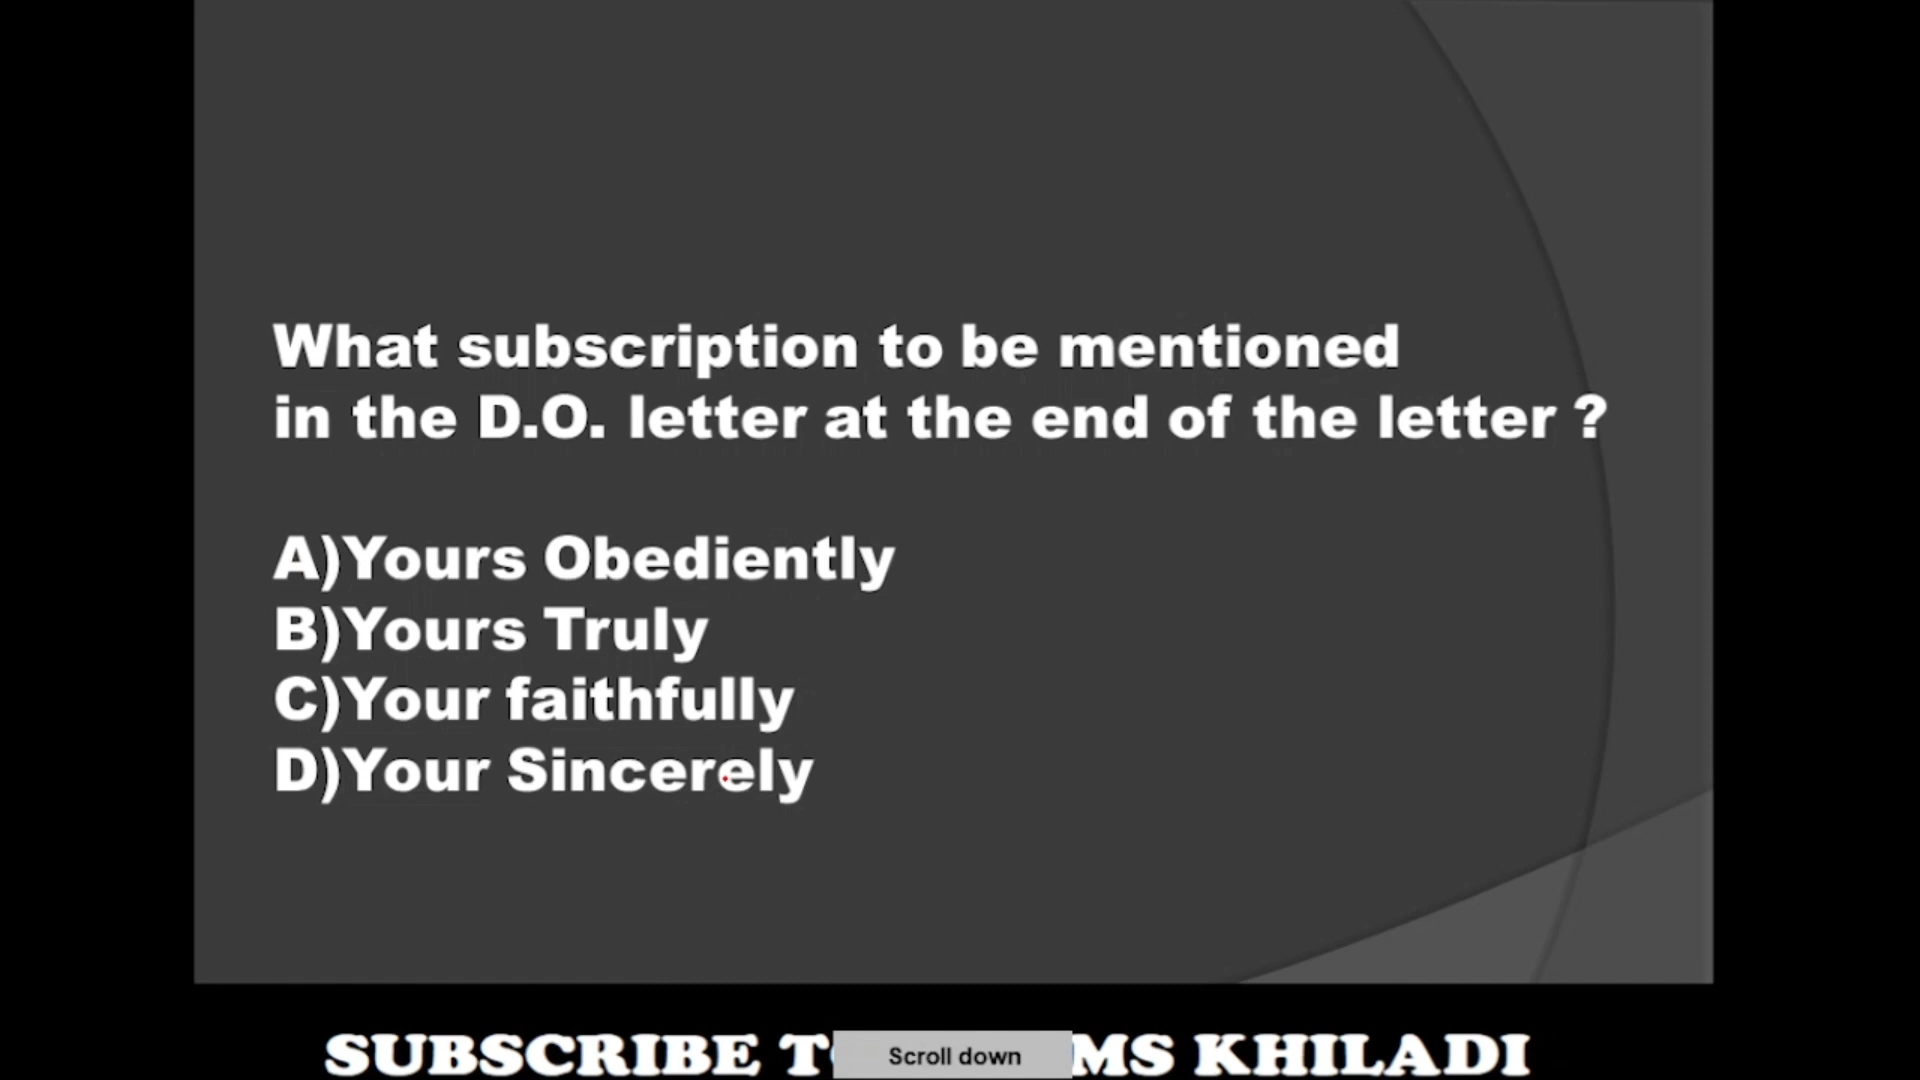 What subscription to be mentioned
in the D.O. letter at the end of the letter ?
A)Yours Obediently
B)Yours Truly
C)Your faithfully
D)Your Sincerely
SUBSCRIBE MS KHILADI
Scroll down